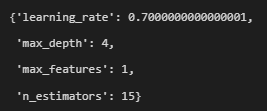 {'learning_rate': 0.7000000000000001,
'max_depth': 4,
'max_features': 1,
'n_estimators': 15}